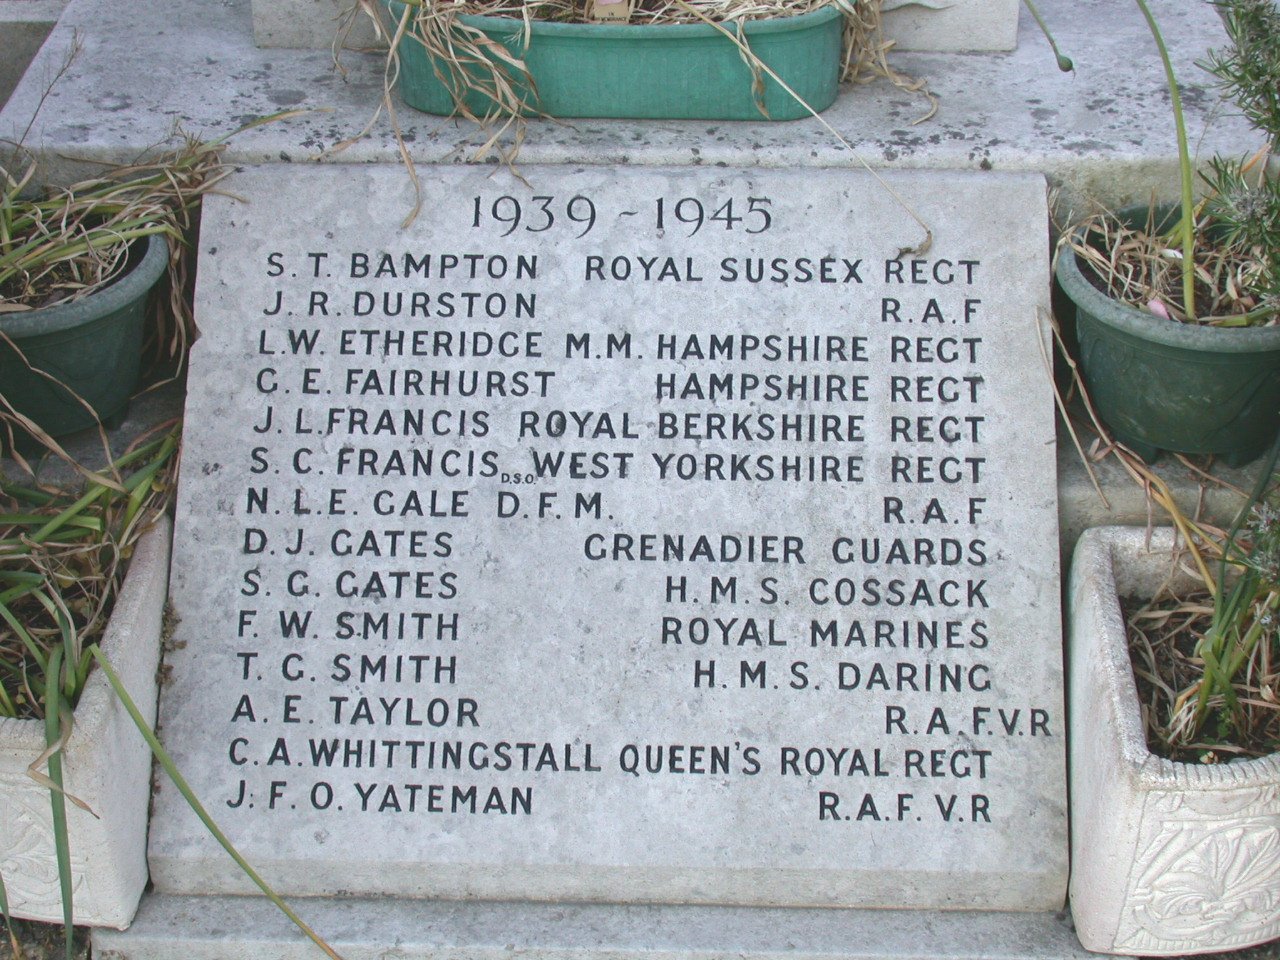 1939 - 1945
S. T. BAMPTON ROYAL SUSSEX REGT
J. R. DURSTON R.A.F
L.W. ETHERIDGE M.M. HAMPSHIRE REGT
G. E. FAIRHURST HAMPSHIRE REGT
J. L. FRANCIS ROYAL BERKSHIRE REGT
S. C. FRANCIS D.S.O. WEST YORKSHIRE REGT
N. L. E. GALE D.F.M. R.A.F
D. J. GATES GRENADIER GUARDS
S. G. GATES H.M.S. COSSACK
F. W. SMITH ROYAL MARINES
T. G. SMITH H.M.S. DARING
A. E. TAYLOR R.A.F.V.R
C. A. WHITTINGSTALL QUEEN'S ROYAL REGT
J. F. O. YATEMAN R.A.F. V.R